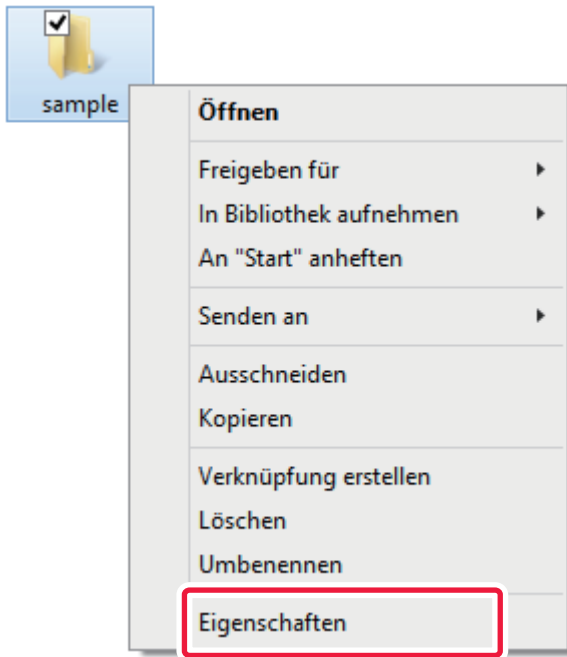 sample
Öffnen
Freigeben für
In Bibliothek aufnehmen
An "Start" anheften
Senden an
Ausschneiden
Kopieren
Verknüpfung erstellen
Löschen
Umbenennen
Eigenschaften